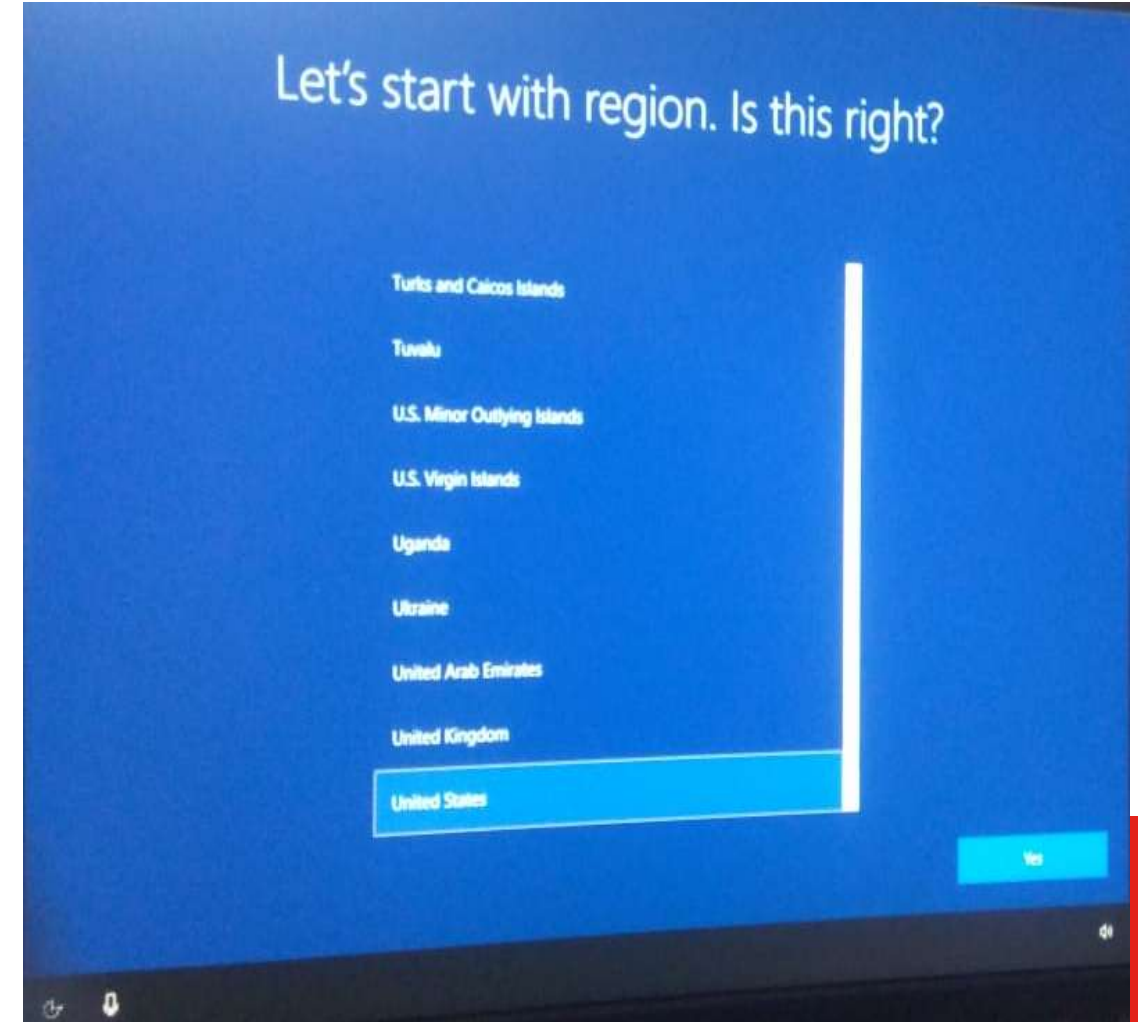 Let's start with region. Is this right?
Turks and Caicos Islands
Tuvalu
U.S. Minor Outlying Islands
U.S. Virgin Islands
Uganda
Ukraine
United Arab Emirates
United Kingdom
United States
Yes